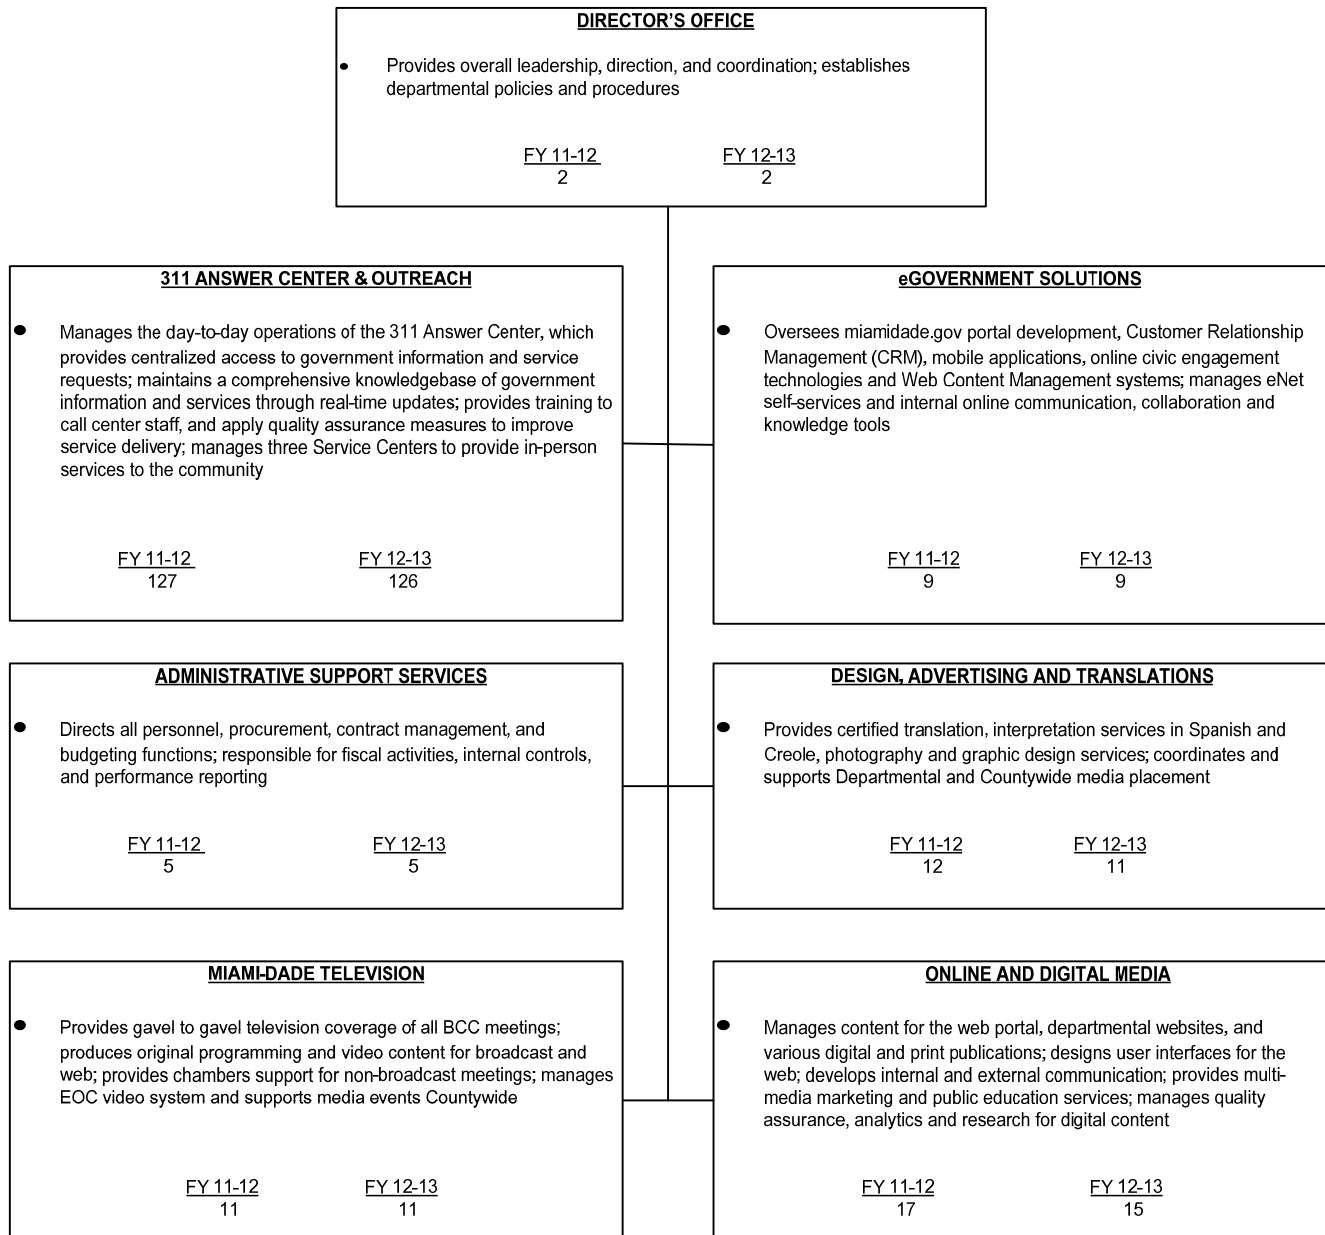 DIRECTOR'S OFFICE
• Provides overall leadership, direction, and coordination; establishes
departmental policies and procedures
FY 11-12 FY 12-13
2 2
311 ANSWER CENTER & OUTREACH
• Manages the day-to-day operations of the 311 Answer Center, which
provides centralized access to government information and service
requests; maintains a comprehensive knowledgebase of government
information and services through real-time updates; provides training to
call center staff, and apply quality assurance measures to improve
service delivery; manages three Service Centers to provide in-person
services to the community
FY 11-12 FY 12-13
127 126
eGOVERNMENT SOLUTIONS
• Oversees miamidade.gov portal development, Customer Relationship
Management (CRM), mobile applications, online civic engagement
technologies and Web Content Management systems; manages eNet
self-services and internal online communication, collaboration and
knowledge tools
FY 11-12 FY 12-13
9 9
ADMINISTRATIVE SUPPORT SERVICES
• Directs all personnel, procurement, contract management, and
budgeting functions; responsible for fiscal activities, internal controls,
and performance reporting
FY 11-12 FY 12-13
5 5
DESIGN, ADVERTISING AND TRANSLATIONS
• Provides certified translation, interpretation services in Spanish and
Creole, photography and graphic design services; coordinates and
supports Departmental and Countywide media placement
FY 11-12 FY 12-13
12 11
MIAMI-DADE TELEVISION
• Provides gavel to gavel television coverage of all BCC meetings;
produces original programming and video content for broadcast and
web; provides chambers support for non-broadcast meetings; manages
EOC video system and supports media events Countywide
FY 11-12 FY 12-13
11 11
ONLINE AND DIGITAL MEDIA
• Manages content for the web portal, departmental websites, and
various digital and print publications; designs user interfaces for the
web; develops internal and external communication; provides multi-
media marketing and public education services; manages quality
assurance, analytics and research for digital content
FY 11-12 FY 12-13
17 15